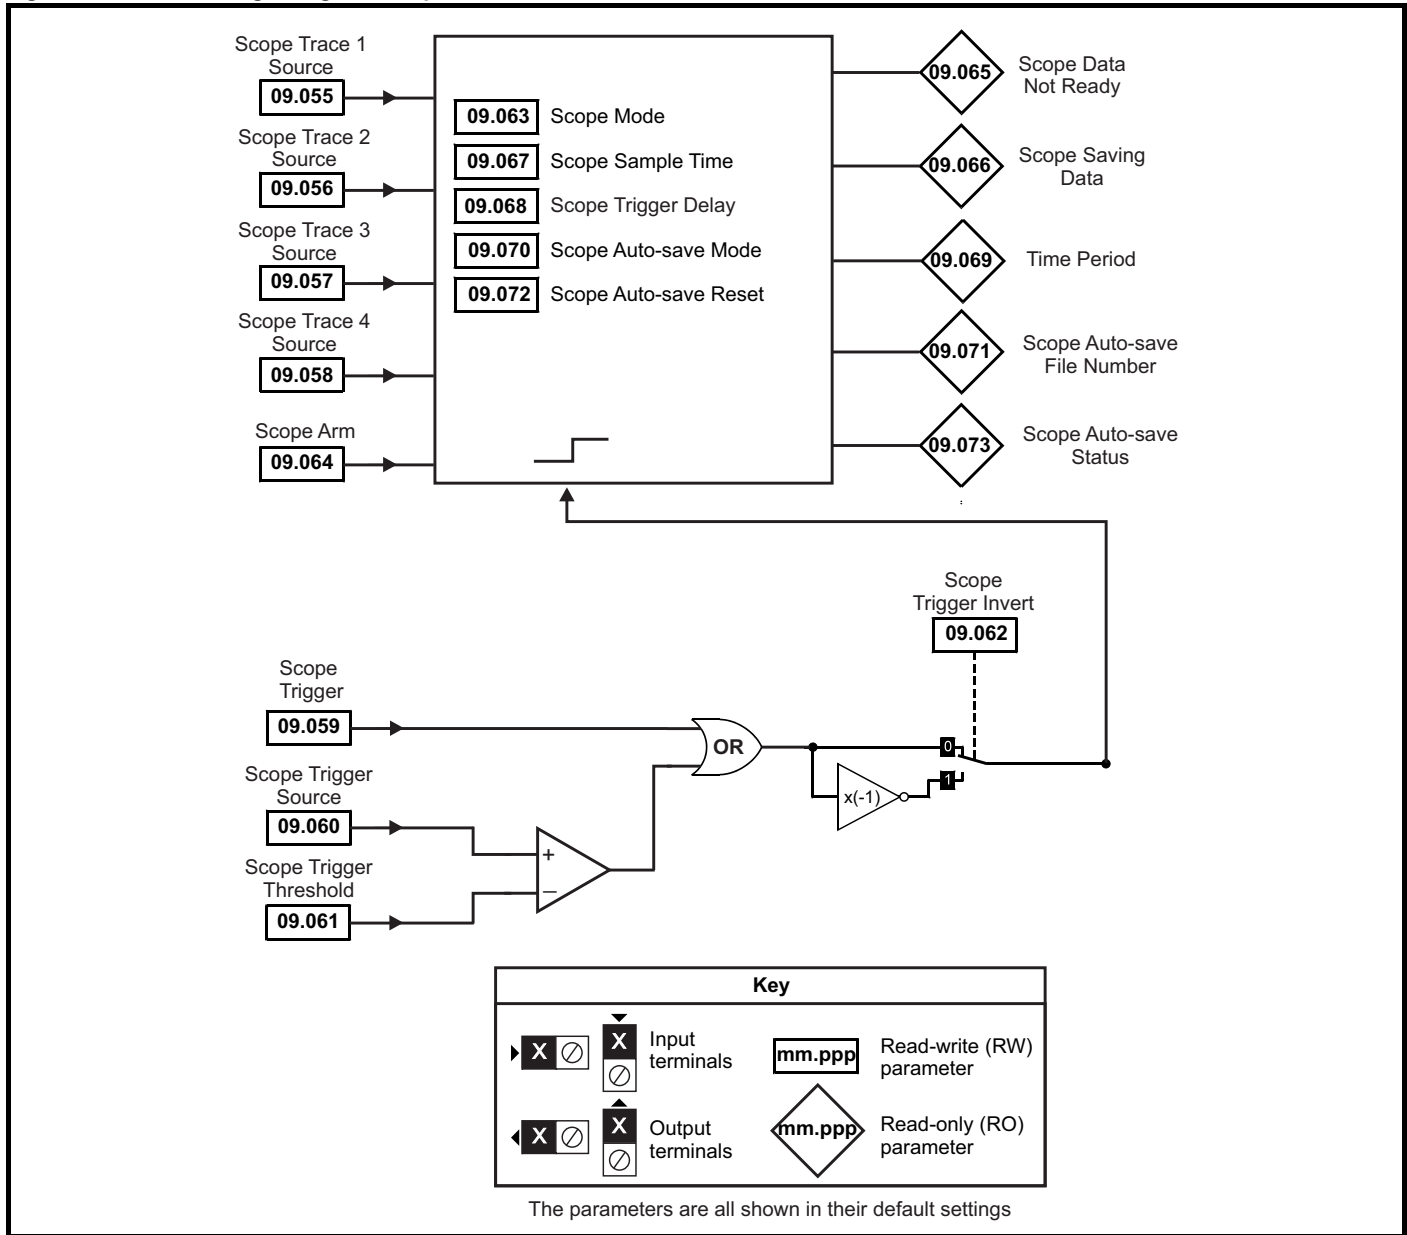 Scope Trace 1
Source
09.055
Scope Trace 2
Source
09.056
Scope Trace 3
Source
09.057
Scope Trace 4
Source
09.058
Scope Arm
09.064
09.063 Scope Mode
09.067 Scope Sample Time
09.068 Scope Trigger Delay
09.070 Scope Auto-save Mode
09.072 Scope Auto-save Reset
09.065 Scope Data
Not Ready
09.066 Scope Saving
Data
09.069 Time Period
09.071 Scope Auto-save
File Number
09.073 Scope Auto-save
Status
Scope
Trigger Invert
09.062
Scope
Trigger
09.059
Scope Trigger
Source
09.060
Scope Trigger
Threshold
09.061
+
−
OR
x(-1)
0
1
Key
X
X
Input
terminals
mm.ppp
Read-write (RW)
parameter
X
X
Output
terminals
mm.ppp
Read-only (RO)
parameter
The parameters are all shown in their default settings